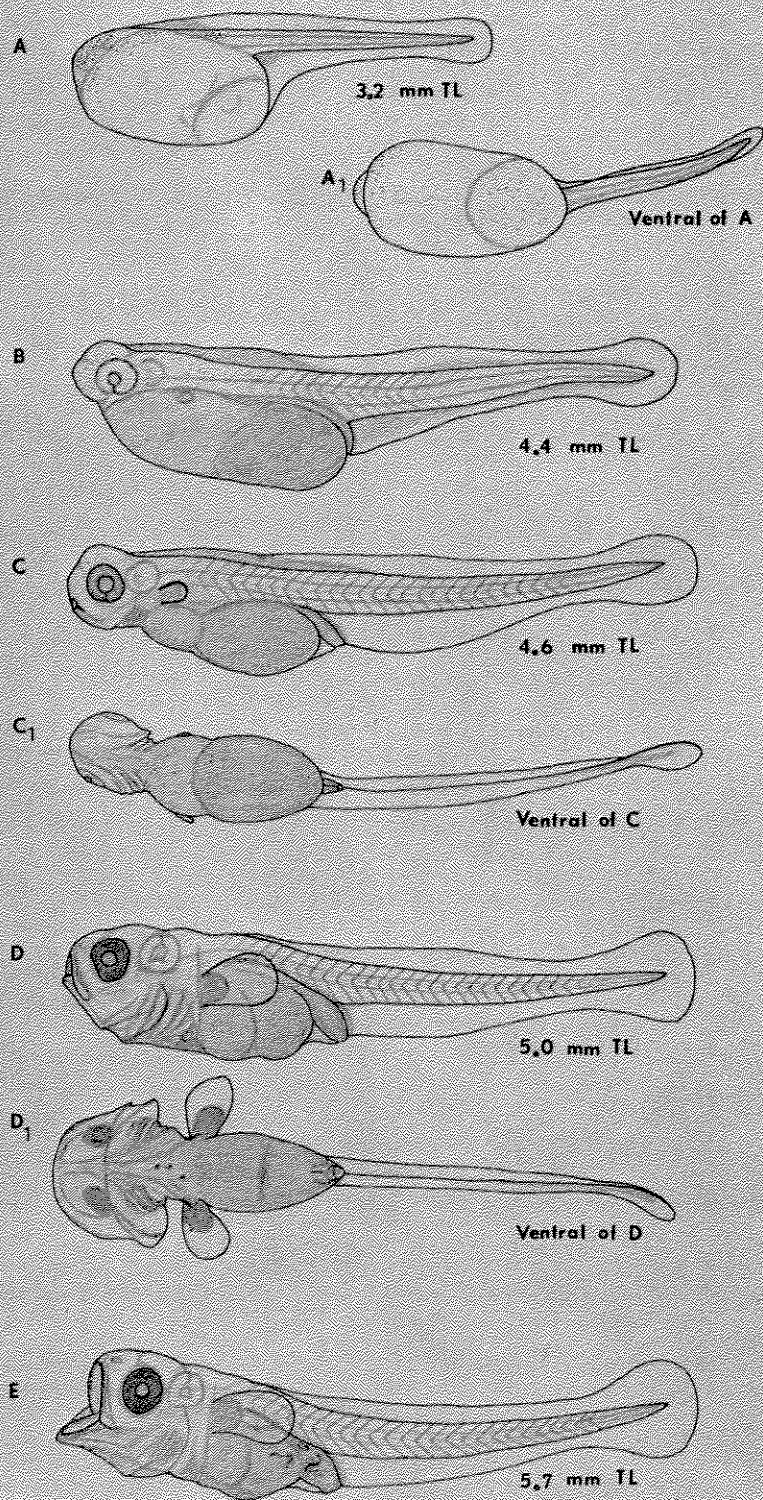 A
3.2 mm TL
A1
Ventral of A
B
4.4 mm TL
C
4.6 mm TL
C1
Ventral of C
D
5.0 mm TL
D1
Ventral of D
E
5.7 mm TL